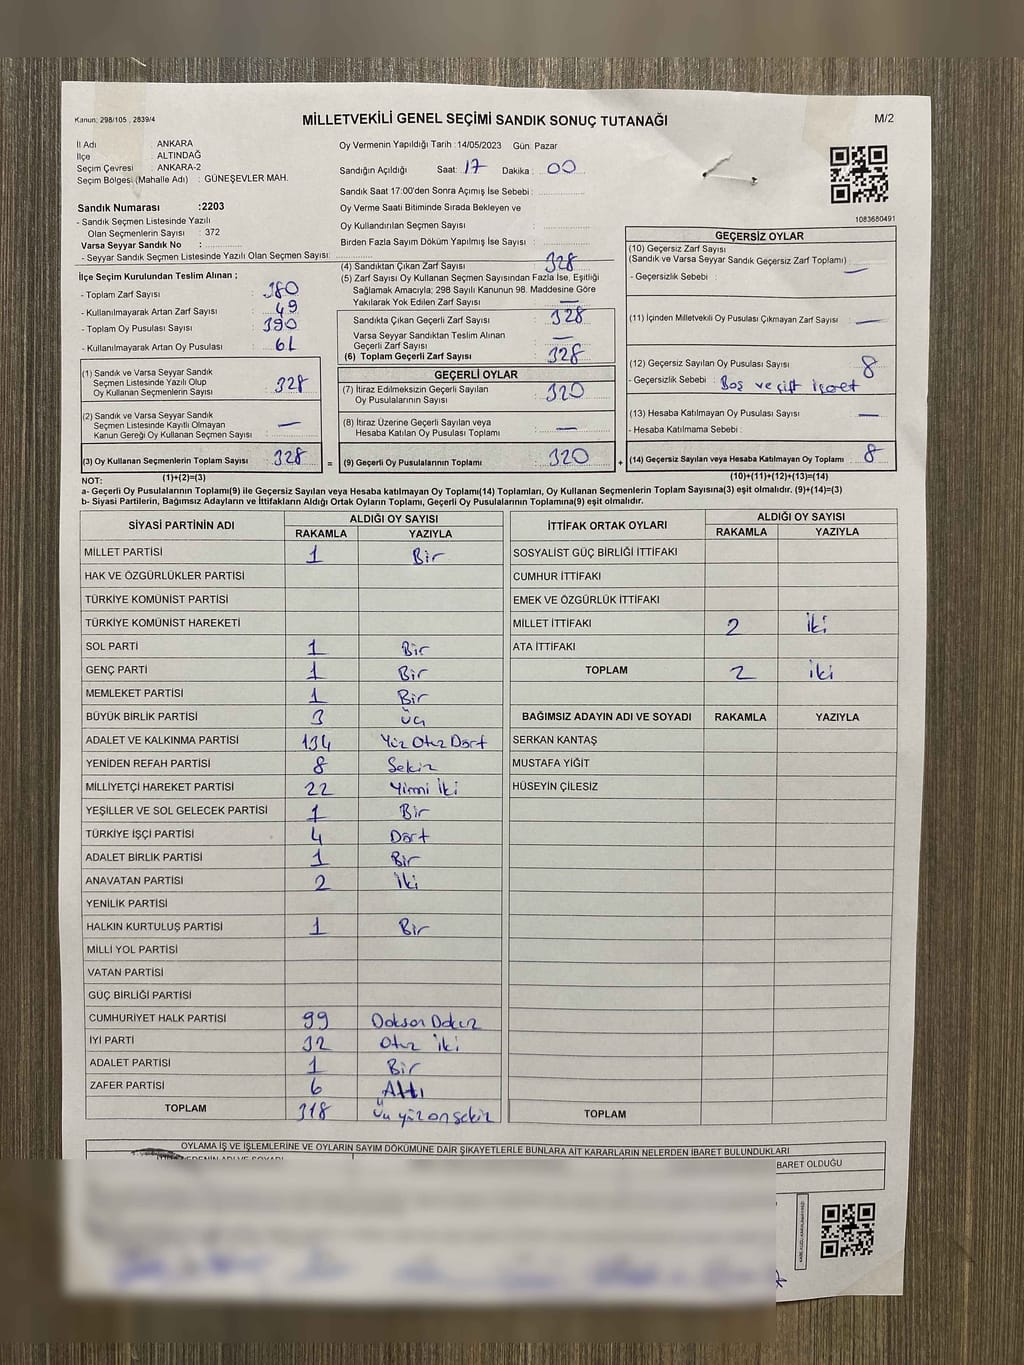 Kanun; 298/105 , 2839/4
MİLLETVEKİLİ GENEL SEÇİMİ SANDIK SONUÇ TUTANAĞI
M/2
İl Adı ANKARA
İlçe : ALTINDAĞ
Seçim Çevresi : ANKARA-2
Seçim Bölgesi (Mahalle Adı) : GÜNEŞEVLER MAH.
Sandık Numarası :2203
- Sandık Seçmen Listesinde Yazılı
Olan Seçmenlerin Sayısı : 372
Varsa Seyyar Sandık No :
- Seyyar Sandık Seçmen Listesinde Yazılı Olan Seçmen Sayısı:
Oy Vermenin Yapıldığı Tarih : 14/05/2023 Gün: Pazar
Sandığın Açıldığı Saat: 17 Dakika : 00
Sandık Saat 17:00'den Sonra Açımış İse Sebebi :
Oy Verme Saati Bitiminde Sırada Bekleyen ve
Oy Kullandırılan Seçmen Sayısı
Birden Fazla Sayım Döküm Yapılmış İse Sayısı :
1083680491
İlçe Seçim Kurulundan Teslim Alınan ;
- Toplam Zarf Sayısı : 380
- Kullanılmayarak Artan Zarf Sayısı : 49
- Toplam Oy Pusulası Sayısı : 390
- Kullanılmayarak Artan Oy Pusulası : 61
(1) Sandık ve Varsa Seyyar Sandık
Seçmen Listesinde Yazılı Olup
Oy Kullanan Seçmenlerin Sayısı : 328
(2) Sandık ve Varsa Seyyar Sandık
Seçmen Listesinde Kayıtlı Olmayan
Kanun Gereği Oy Kullanan Seçmen Sayısı : —
(3) Oy Kullanan Seçmenlerin Toplam Sayısı 328
(1)+(2)=(3)
(4) Sandıktan Çıkan Zarf Sayısı 328
(5) Zarf Sayısı Oy Kullanan Seçmen Sayısından Fazla İse, Eşitliği
Sağlamak Amacıyla; 298 Sayılı Kanunun 98. Maddesine Göre
Yakılarak Yok Edilen Zarf Sayısı —
Sandıkta Çıkan Geçerli Zarf Sayısı : 328
Varsa Seyyar Sandıktan Teslim Alınan
Geçerli Zarf Sayısı : —
(6) Toplam Geçerli Zarf Sayısı 328
GEÇERLİ OYLAR
(7) İtiraz Edilmeksizin Geçerli Sayılan
Oy Pusulalarının Sayısı : 320
(8) İtiraz Üzerine Geçerli Sayılan veya
Hesaba Katılan Oy Pusulası Toplamı : —
= (9) Geçerli Oy Pusulalarının Toplamı : 320
GEÇERSİZ OYLAR
(10) Geçersiz Zarf Sayısı
(Sandık ve Varsa Seyyar Sandık Geçersiz Zarf Toplamı) : —
- Geçersizlik Sebebi :
(11) İçinden Milletvekili Oy Pusulası Çıkmayan Zarf Sayısı : —
(12) Geçersiz Sayılan Oy Pusulası Sayısı : 8
- Geçersizlik Sebebi : Boş ve çift işaret
(13) Hesaba Katılmayan Oy Pusulası Sayısı : —
- Hesaba Katılmama Sebebi :
+ (14) Geçersiz Sayılan veya Hesaba Katılmayan Oy Toplamı : 8
(10)+(11)+(12)+(13)=(14)
NOT:
a- Geçerli Oy Pusulalarının Toplamı(9) ile Geçersiz Sayılan veya Hesaba katılmayan Oy Toplamı(14) Toplamları, Oy Kullanan Seçmenlerin Toplam Sayısına(3) eşit olmalıdır. (9)+(14)=(3)
b- Siyasi Partilerin, Bağımsız Adayların ve İttifakların Aldığı Ortak Oyların Toplamı, Geçerli Oy Pusulalarının Toplamına(9) eşit olmalıdır.
SİYASİ PARTİNİN ADI ALDIĞI OY SAYISI
RAKAMLA YAZIYLA
MİLLET PARTİSİ 1 Bir
HAK VE ÖZGÜRLÜKLER PARTİSİ
TÜRKİYE KOMÜNİST PARTİSİ
TÜRKİYE KOMÜNİST HAREKETİ
SOL PARTİ 1 Bir
GENÇ PARTİ 1 Bir
MEMLEKET PARTİSİ 1 Bir
BÜYÜK BİRLİK PARTİSİ 3 Üç
ADALET VE KALKINMA PARTİSİ 134 Yüz Otuz Dört
YENİDEN REFAH PARTİSİ 8 Sekiz
MİLLİYETÇİ HAREKET PARTİSİ 22 Yirmi İki
YEŞİLLER VE SOL GELECEK PARTİSİ 1 Bir
TÜRKİYE İŞÇİ PARTİSİ 4 Dört
ADALET BİRLİK PARTİSİ 1 Bir
ANAVATAN PARTİSİ 2 İki
YENİLİK PARTİSİ
HALKIN KURTULUŞ PARTİSİ 1 Bir
MİLLİ YOL PARTİSİ
VATAN PARTİSİ
GÜÇ BİRLİĞİ PARTİSİ
CUMHURİYET HALK PARTİSİ 99 Doksan Dokuz
İYİ PARTİ 32 Otuz iki
ADALET PARTİSİ 1 Bir
ZAFER PARTİSİ 6 Altı
TOPLAM 318 Üç yüz on sekiz
İTTİFAK ORTAK OYLARI ALDIĞI OY SAYISI
RAKAMLA YAZIYLA
SOSYALİST GÜÇ BİRLİĞİ İTTİFAKI
CUMHUR İTTİFAKI
EMEK VE ÖZGÜRLÜK İTTİFAKI
MİLLET İTTİFAKI 2 İki
ATA İTTİFAKI
TOPLAM 2 İki
BAĞIMSIZ ADAYIN ADI VE SOYADI RAKAMLA YAZIYLA
SERKAN KANTAŞ
MUSTAFA YİĞİT
HÜSEYİN ÇİLESİZ
TOPLAM
OYLAMA İŞ VE İŞLEMLERİNE VE OYLARIN SAYIM DÖKÜMÜNE DAİR ŞİKAYETLERLE BUNLARA AİT KARARLARIN NELERDEN İBARET BULUNDUKLARI
BARET OLDUĞU